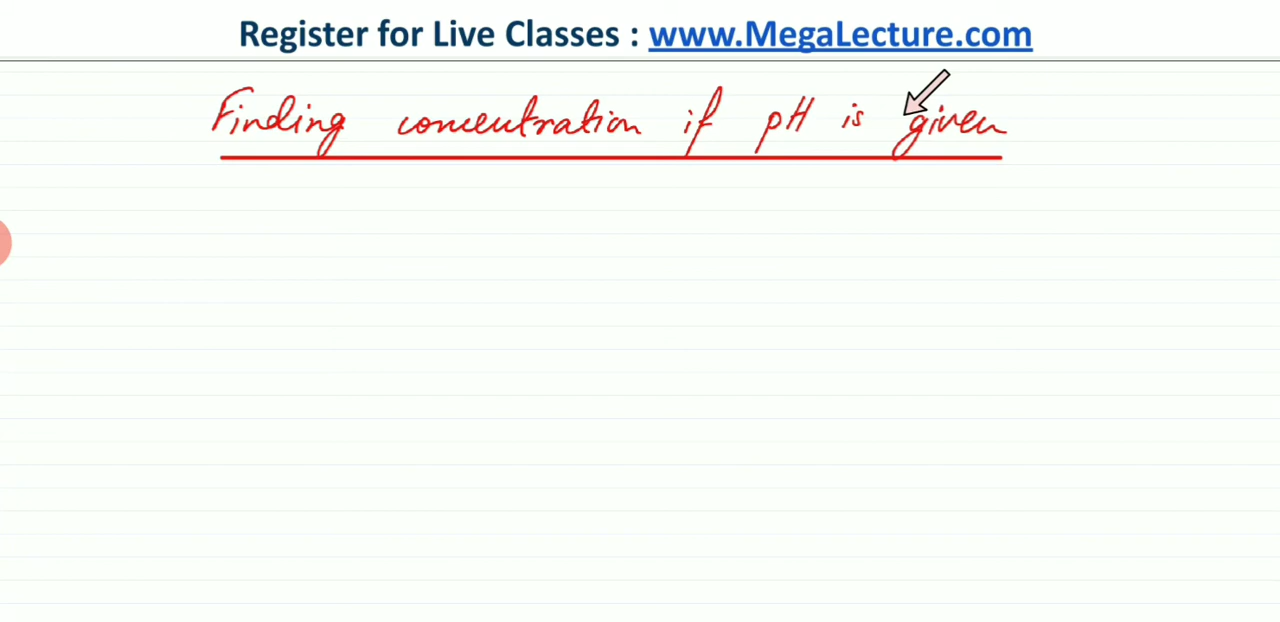 Register for Live Classes : www.MegaLecture.com
Finding concentration if pH is given